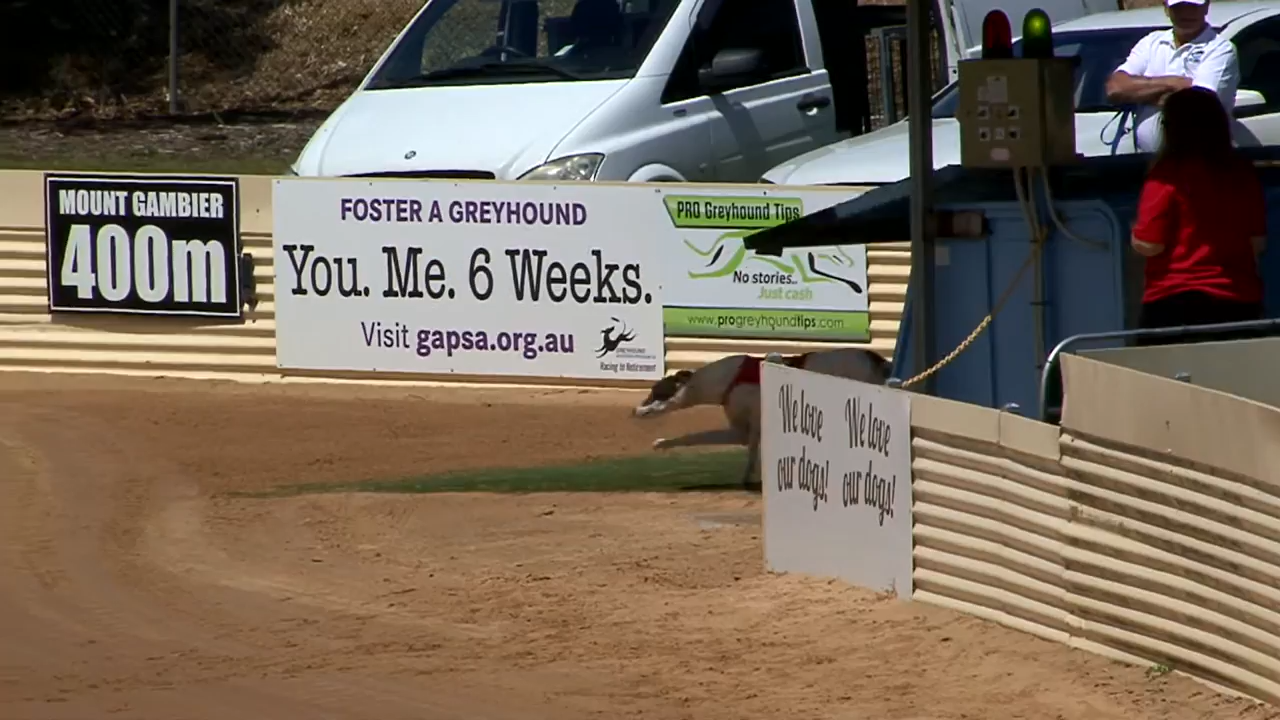 MOUNT GAMBIER
400m
FOSTER A GREYHOUND
You. Me. 6 Weeks.
Visit gapsa.org.au
GREYHOUND
Racing to Retirement
PRO Greyhound Tips
No stories..
Just cash
www.progreyhoundtips.com
We love
our dogs!
We love
our dogs!